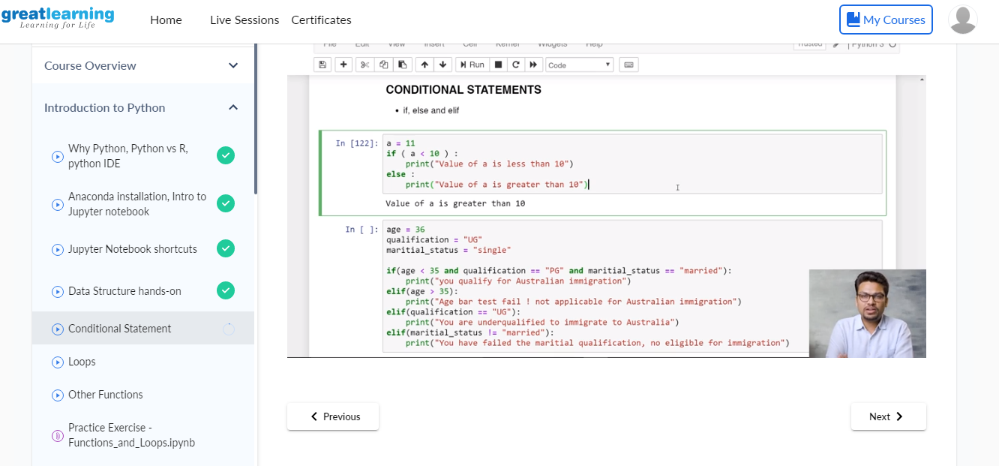 greatlearning
Learning for Life
Home
Live Sessions
Certificates
My Courses
Course Overview
Introduction to Python
Why Python, Python vs R,
python IDE
Anaconda installation, Intro to
Jupyter notebook
Jupyter Notebook shortcuts
Data Structure hands-on
Conditional Statement
Loops
Other Functions
Practice Exercise -
Functions_and_Loops.ipynb
File Edit View Insert Cell Kernel Widgets Help
Trusted
Python 3
Run
Code
CONDITIONAL STATEMENTS
• if, else and elif
In [122]:
a = 11
if ( a < 10 ) :
    print("Value of a is less than 10")
else :
    print("Value of a is greater than 10")
Value of a is greater than 10
In [ ]:
age = 36
qualification = "UG"
maritial_status = "single"
if(age < 35 and qualification == "PG" and maritial_status == "married"):
    print("you qualify for Australian immigration")
elif(age > 35):
    print("Age bar test fail ! not applicable for Australian immigration")
elif(qualification == "UG"):
    print("You are underqualified to immigrate to Australia")
elif(maritial_status != "married"):
    print("You have failed the maritial qualification, no eligible for immigration")
Previous
Next